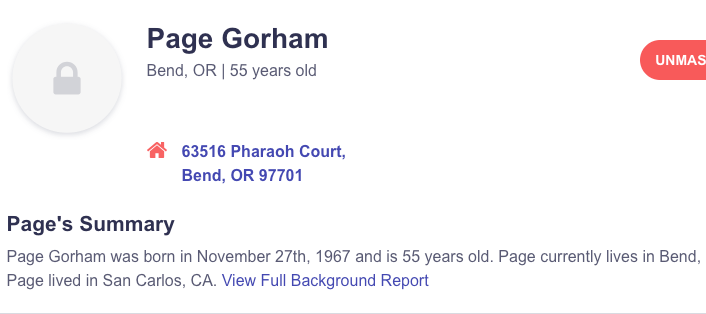 Page Gorham
Bend, OR | 55 years old
UNMAS
63516 Pharaoh Court,
Bend, OR 97701
Page's Summary
Page Gorham was born in November 27th, 1967 and is 55 years old. Page currently lives in Bend,
Page lived in San Carlos, CA. View Full Background Report